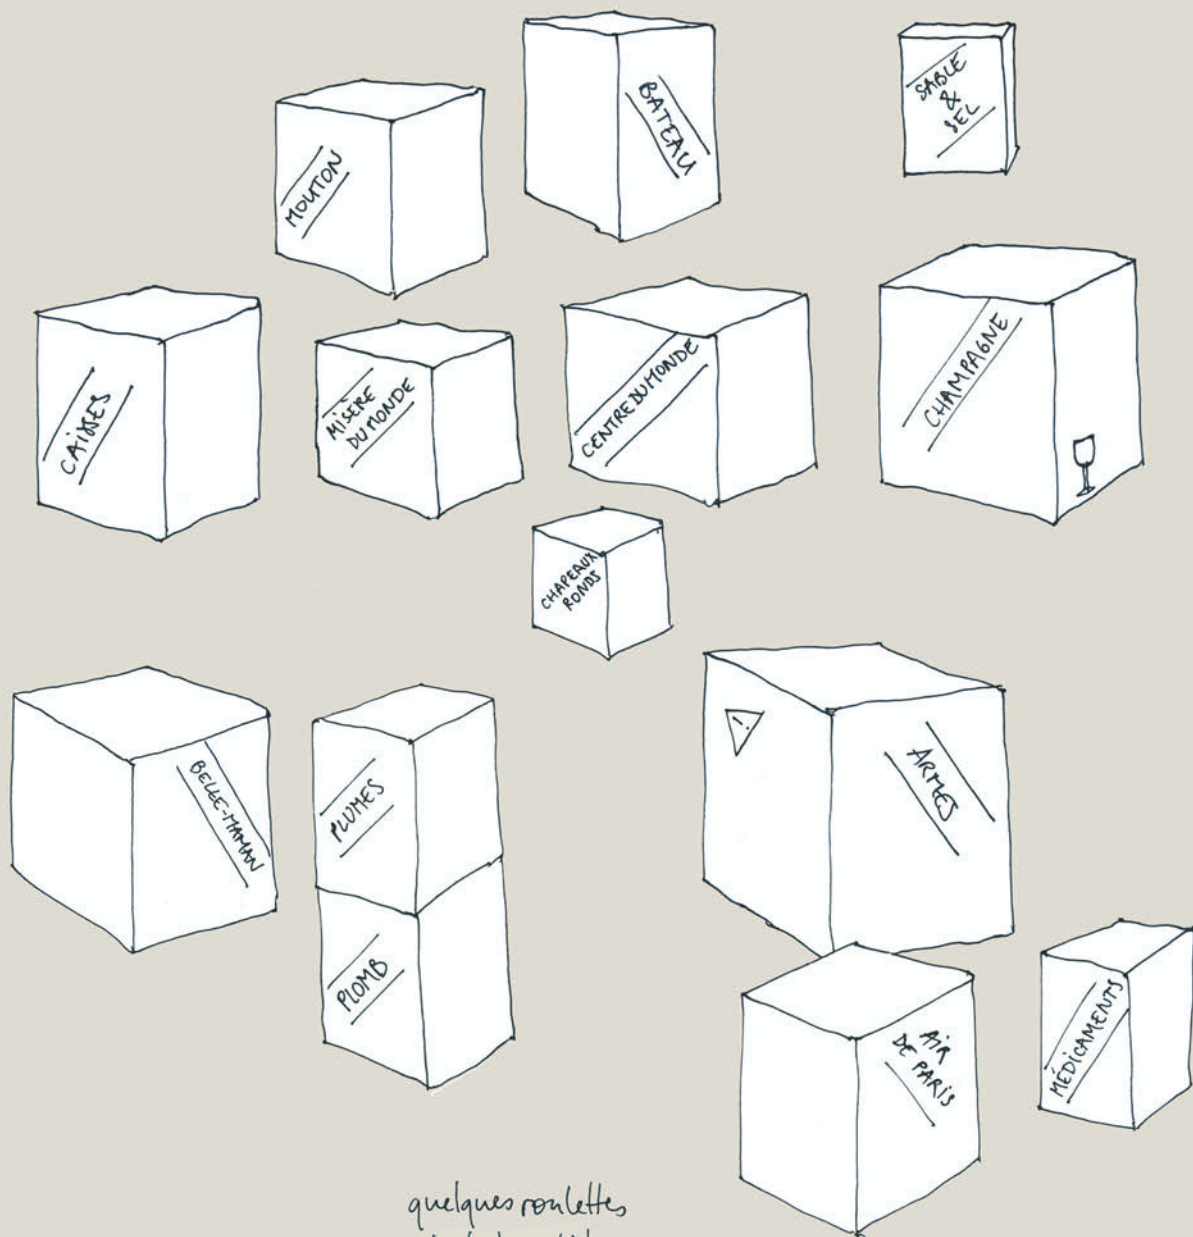 BATEAU
SABLE
&
SEL
MOUTON
CAISSES
MISÈRE
DU MONDE
CENTRE DU MONDE
CHAMPAGNE
CHAPEAUX
RONDS
BELLE-MAMAN
PLUMES
!
ARMES
PLOMB
AIR
DE PARIS
MÉDICAMENTS
quelques roulettes